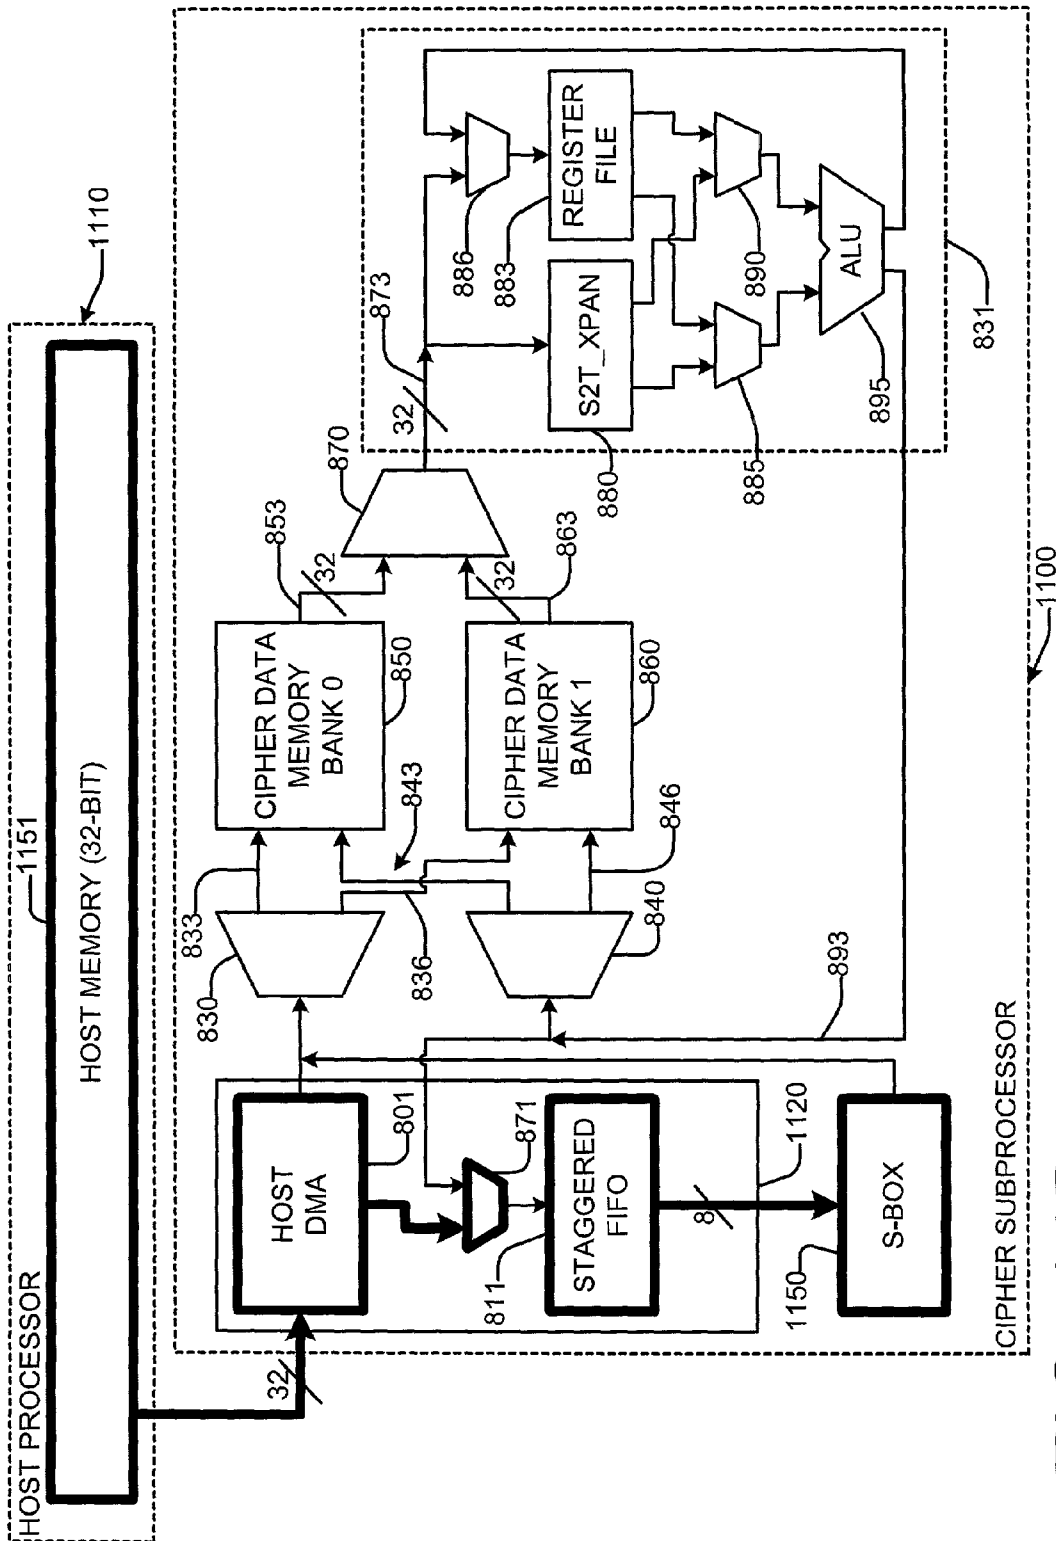 HOST PROCESSOR
1110
1151
HOST MEMORY (32-BIT)
32
HOST
DMA
801
871
STAGGERED
FIFO
811
1120
8
S-BOX
1150
830
833
836
843
840
846
893
CIPHER DATA
MEMORY
BANK 0
850
853
32
CIPHER DATA
MEMORY
BANK 1
860
863
32
870
873
32
886
883
REGISTER
FILE
S2T_XPAN
880
885
890
ALU
895
831
CIPHER SUBPROCESSOR
1100